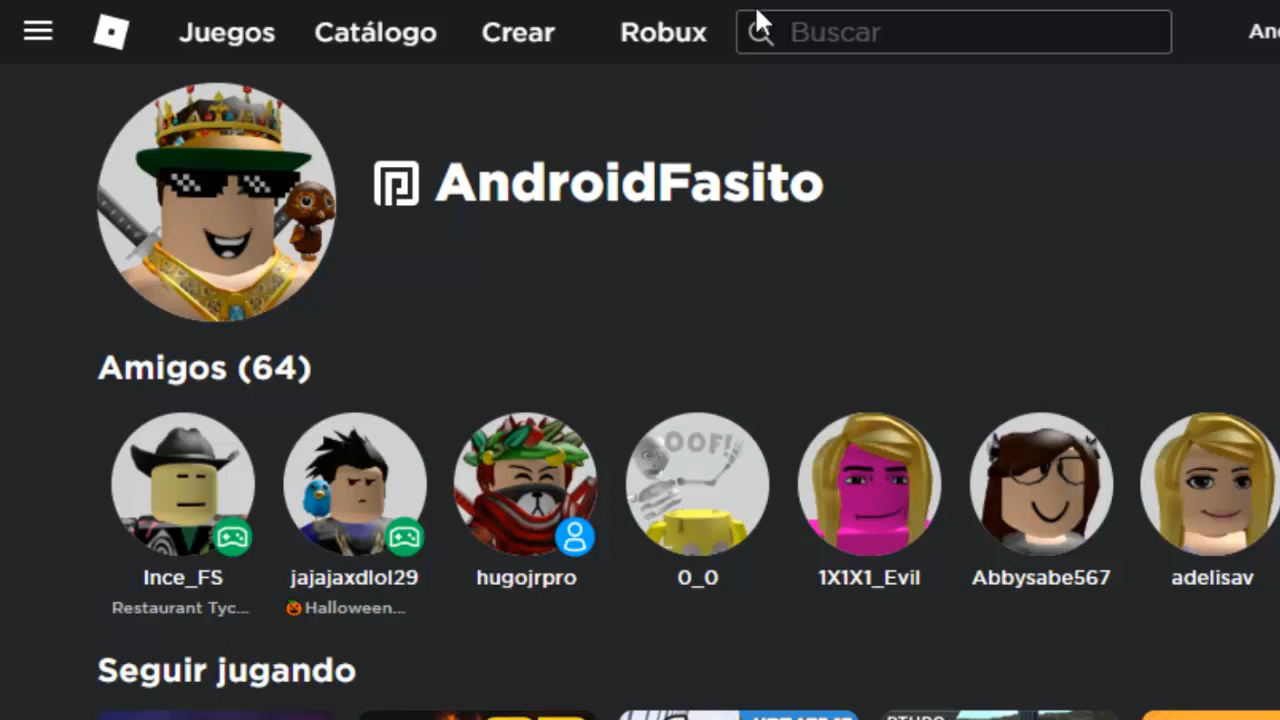 Juegos Catálogo Crear Robux Buscar
AndroidFasito
Amigos (64)
OOF!
Ince_FS jajajaxdlol29 hugojrpro 0_0 1X1X1_Evil Abbysabe567 adelisav
Restaurant Tyc... 🎃Halloween...
Seguir jugando